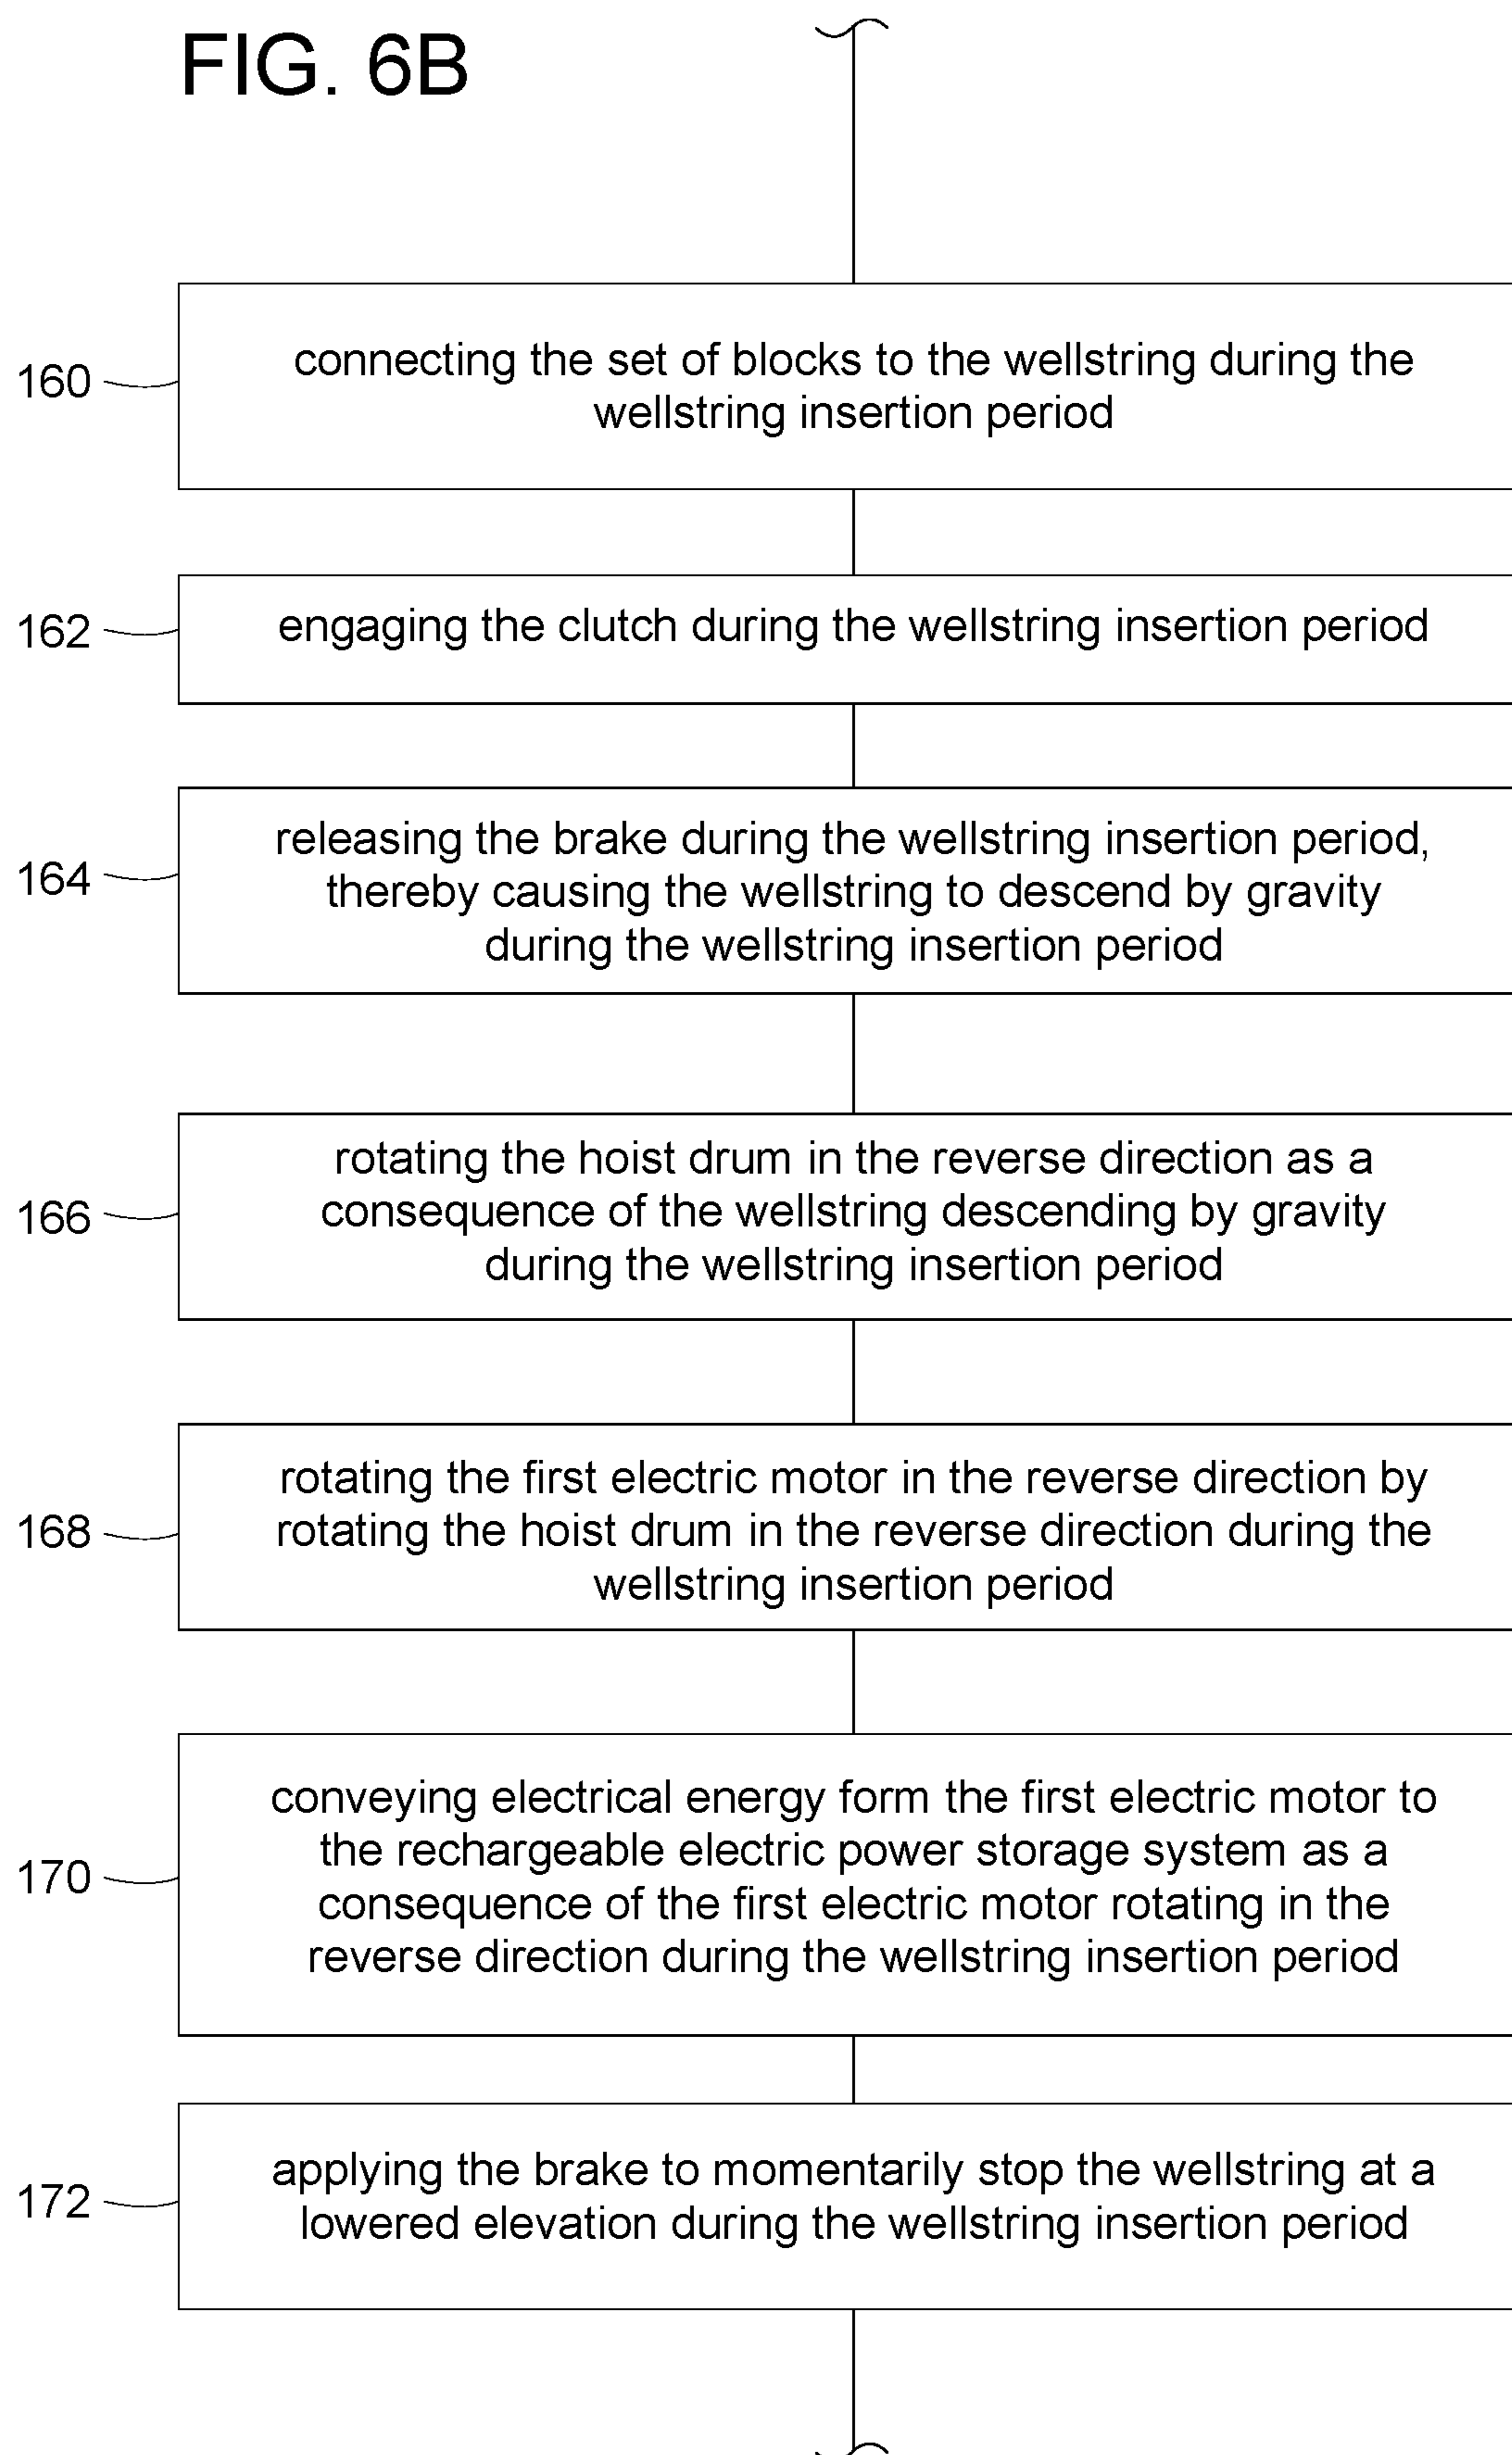 FIG. 6B
160
connecting the set of blocks to the wellstring during the
wellstring insertion period
162
engaging the clutch during the wellstring insertion period
164
releasing the brake during the wellstring insertion period,
thereby causing the wellstring to descend by gravity
during the wellstring insertion period
166
rotating the hoist drum in the reverse direction as a
consequence of the wellstring descending by gravity
during the wellstring insertion period
168
rotating the first electric motor in the reverse direction by
rotating the hoist drum in the reverse direction during the
wellstring insertion period
170
conveying electrical energy form the first electric motor to
the rechargeable electric power storage system as a
consequence of the first electric motor rotating in the
reverse direction during the wellstring insertion period
172
applying the brake to momentarily stop the wellstring at a
lowered elevation during the wellstring insertion period